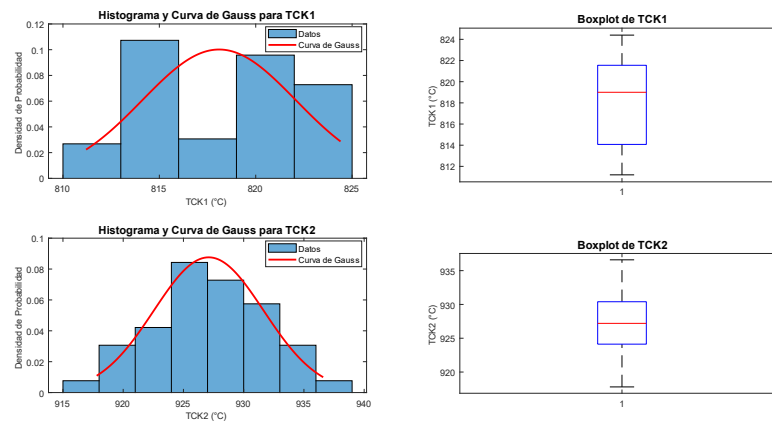 Histograma y Curva de Gauss para TCK1
Densidad de Probabilidad
0.12
0.1
0.08
0.06
0.04
0.02
0
Datos
Curva de Gauss
810
815
820
825
TCK1 (°C)
Boxplot de TCK1
TCK1 (°C)
824
822
820
818
816
814
812
1
Histograma y Curva de Gauss para TCK2
Densidad de Probabilidad
0.1
0.08
0.06
0.04
0.02
0
Datos
Curva de Gauss
915
920
925
930
935
940
TCK2 (°C)
Boxplot de TCK2
TCK2 (°C)
935
930
925
920
1